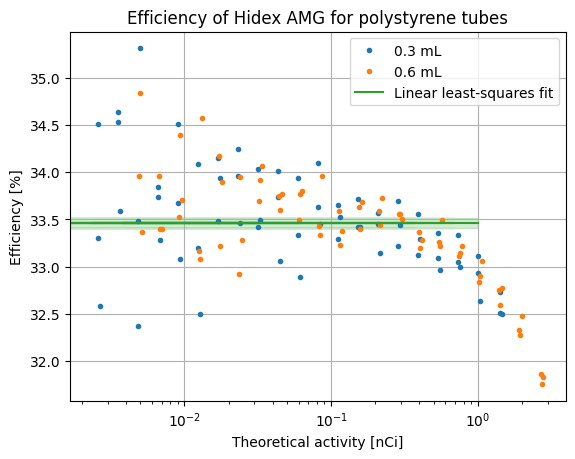 Efficiency of Hidex AMG for polystyrene tubes
0.3 mL
0.6 mL
Linear least-squares fit
Efficiency [%]
35.0
34.5
34.0
33.5
33.0
32.5
32.0
10⁻² 10⁻¹ 10⁰
Theoretical activity [nCi]